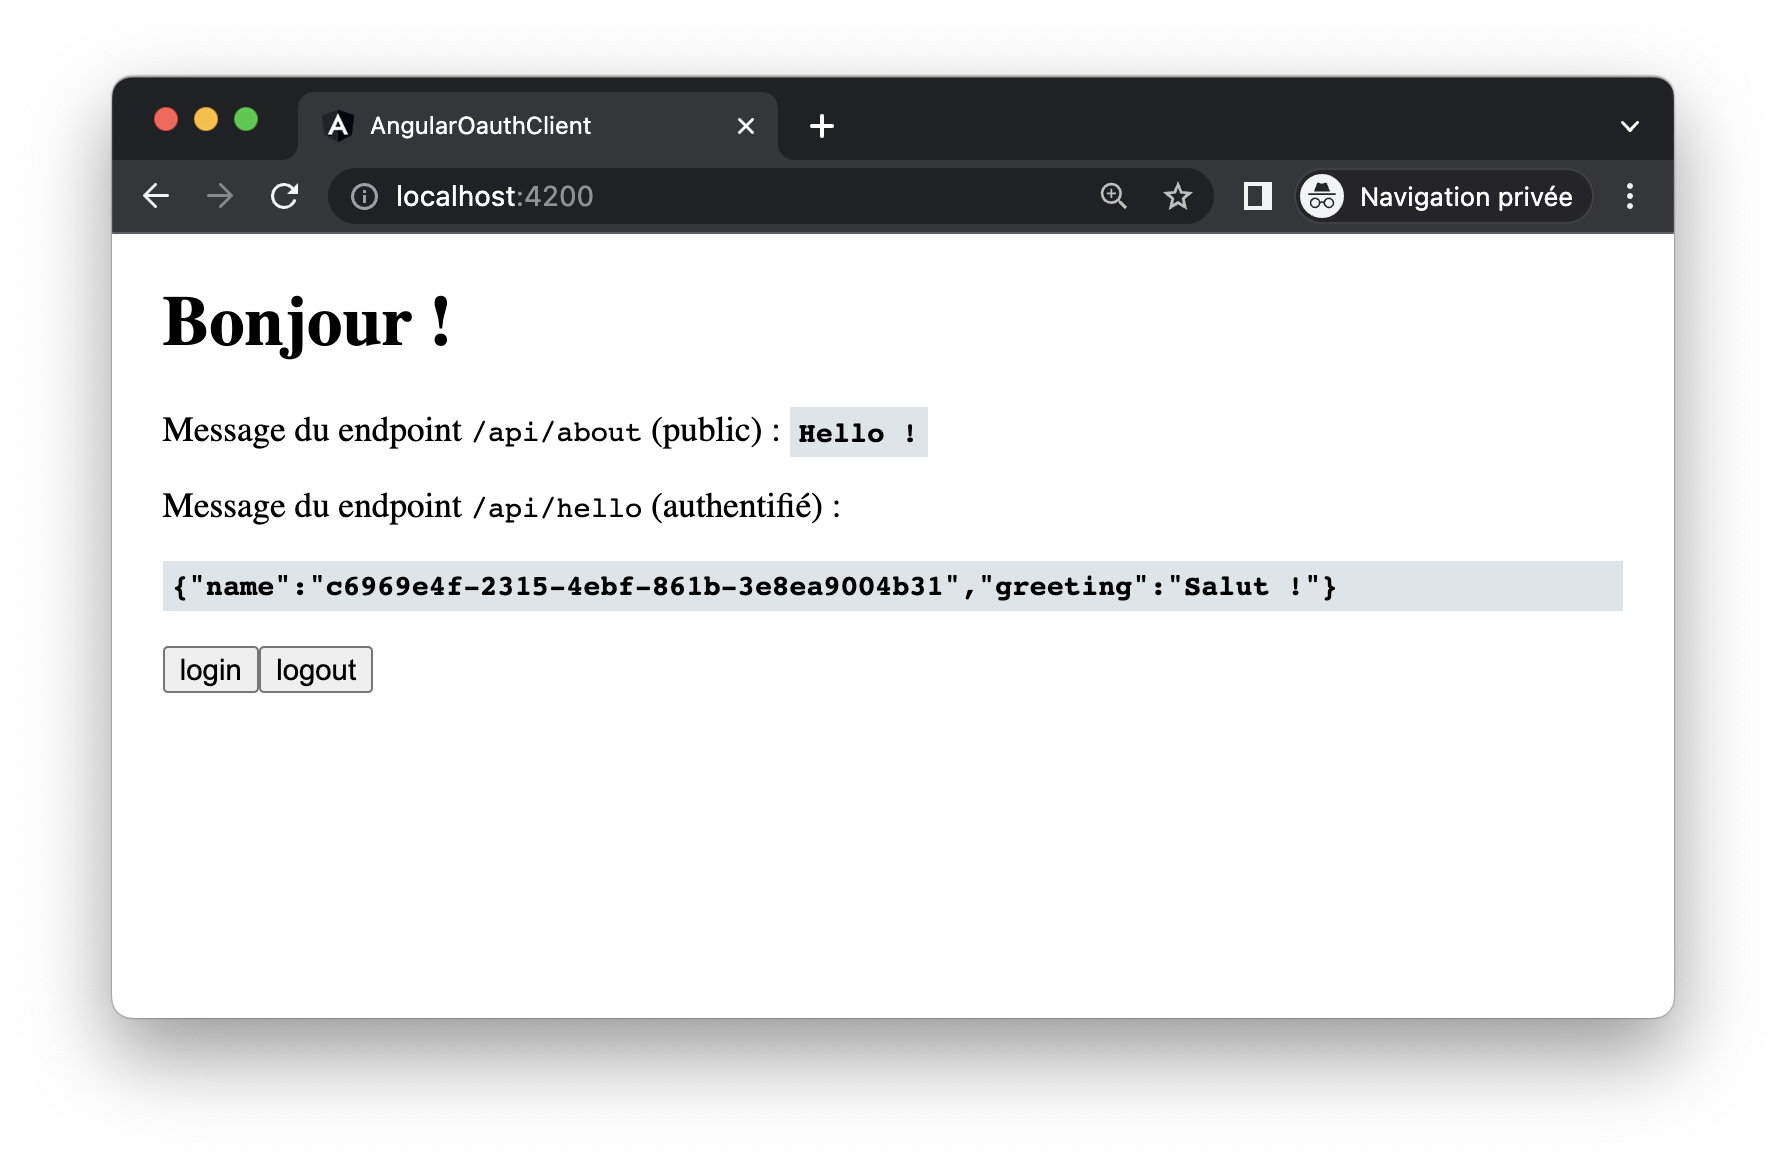 AngularOauthClient
localhost:4200
Navigation privée
Bonjour !
Message du endpoint /api/about (public) : Hello !
Message du endpoint /api/hello (authentifié) :
{"name":"c6969e4f-2315-4ebf-861b-3e8ea9004b31","greeting":"Salut !"}
login logout